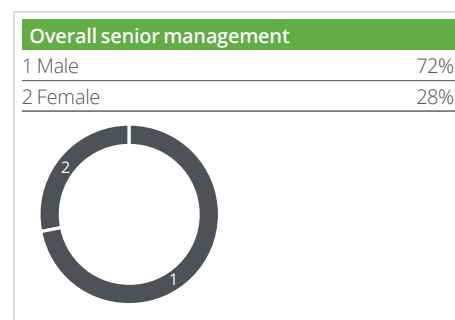 Overall senior management
1 Male 72%
2 Female 28%
2
1